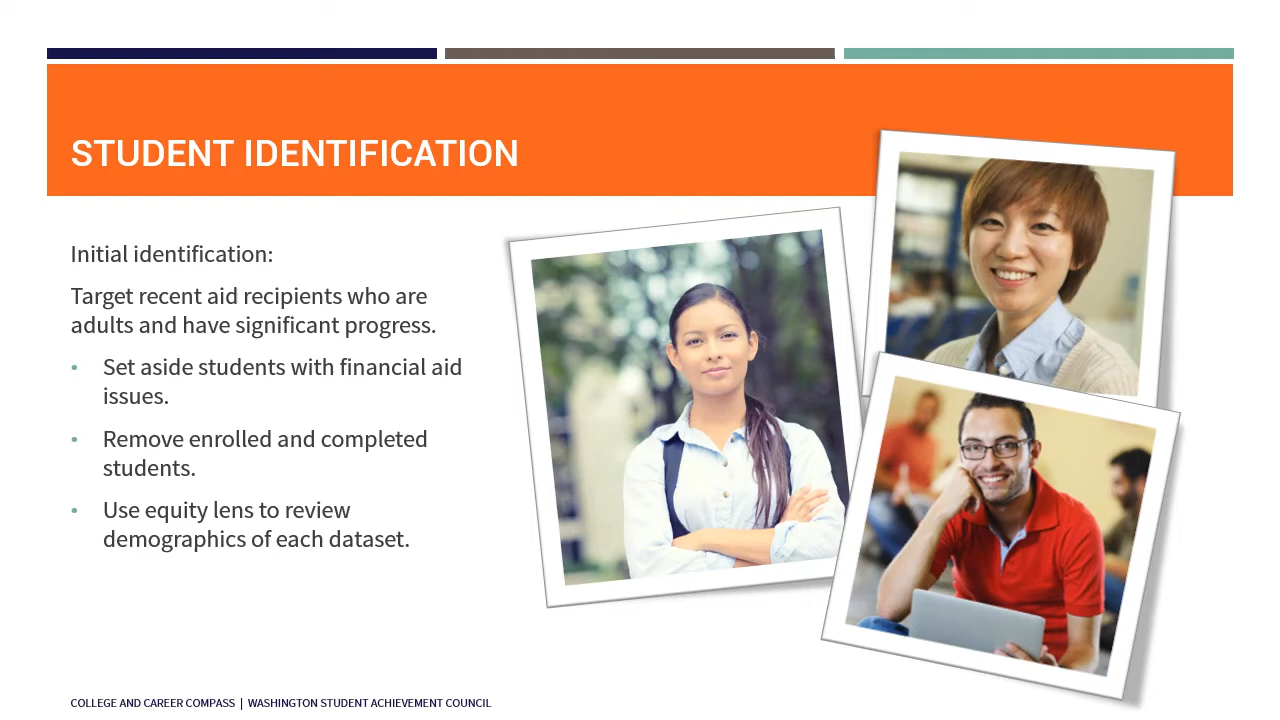 STUDENT IDENTIFICATION
Initial identification:
Target recent aid recipients who are
adults and have significant progress.
• Set aside students with financial aid
issues.
• Remove enrolled and completed
students.
• Use equity lens to review
demographics of each dataset.
COLLEGE AND CAREER COMPASS | WASHINGTON STUDENT ACHIEVEMENT COUNCIL